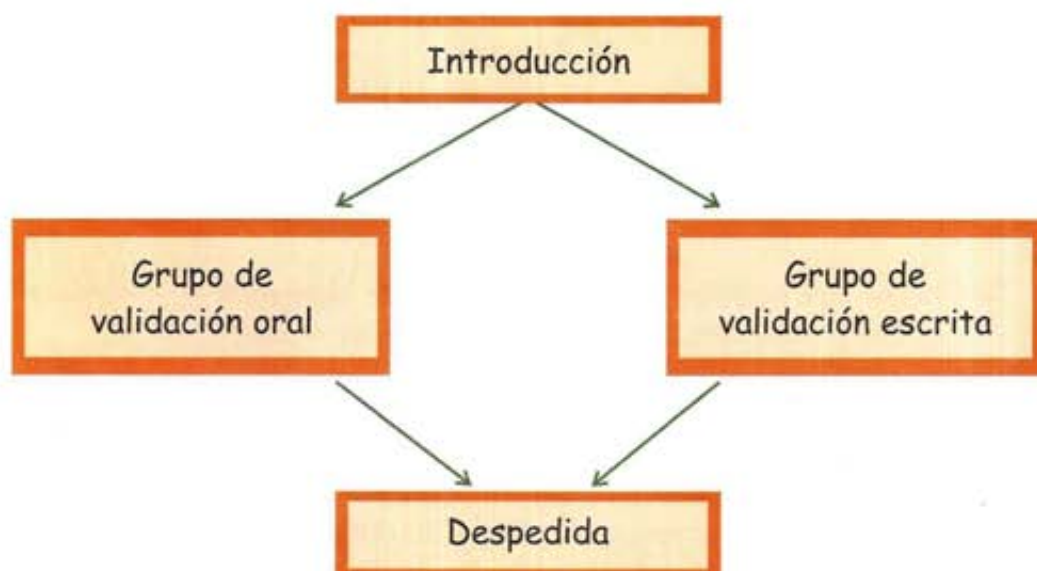 Introducción
Grupo de
validación oral
Grupo de
validación escrita
Despedida